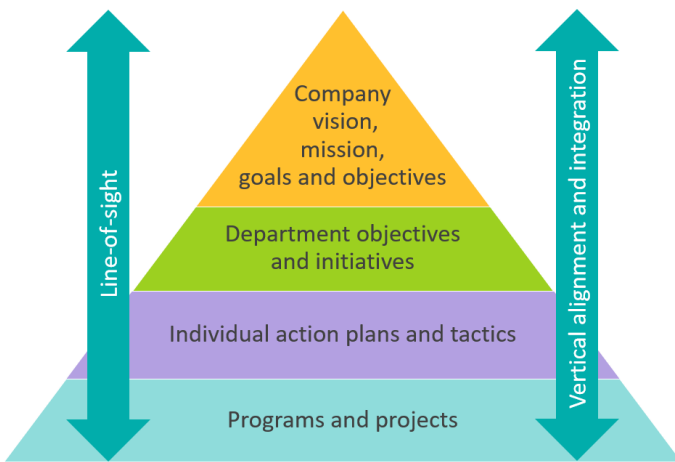 Company
vision,
mission,
goals and objectives
Department objectives
and initiatives
Individual action plans and tactics
Programs and projects
Line-of-sight
Vertical alignment and integration